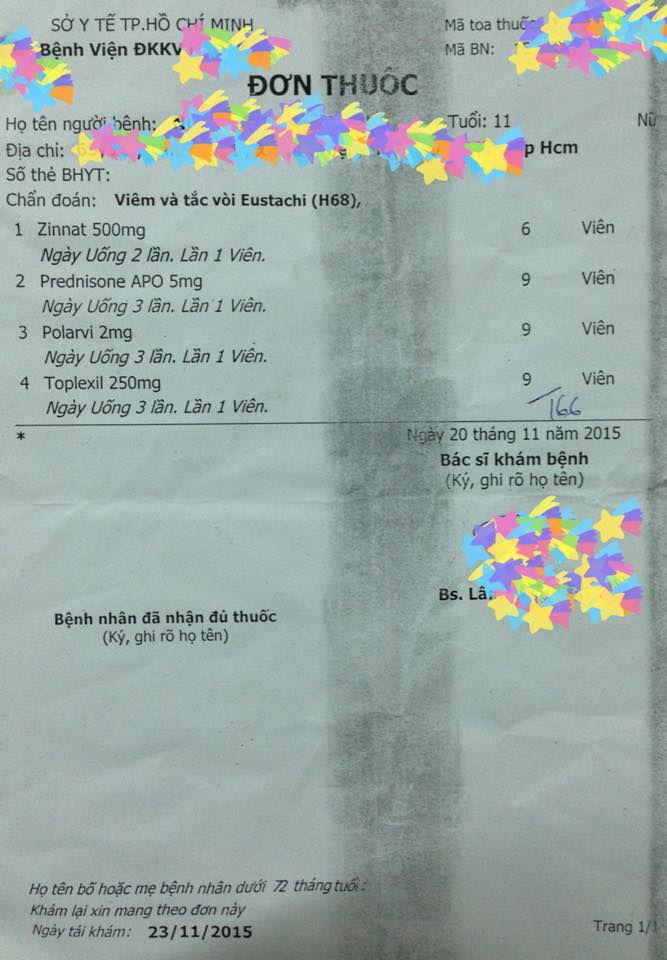 SỞ Y TẾ TP.HỒ CHÍ MINH
Mã toa thuốc
Bệnh Viện ĐKKV
Mã BN:
ĐƠN THUỐC
Họ tên người bệnh:
Tuổi: 11
Nữ
Địa chỉ:
p Hcm
Số thẻ BHYT:
Chẩn đoán: Viêm và tắc vòi Eustachi (H68),
1 Zinnat 500mg 6 Viên
Ngày Uống 2 lần. Lần 1 Viên.
2 Prednisone APO 5mg 9 Viên
Ngày Uống 3 lần. Lần 1 Viên.
3 Polarvi 2mg 9 Viên
Ngày Uống 3 lần. Lần 1 Viên.
4 Toplexil 250mg 9 Viên
Ngày Uống 3 lần. Lần 1 Viên.
166
*
Ngày 20 tháng 11 năm 2015
Bác sĩ khám bệnh
(Ký, ghi rõ họ tên)
Bs. Lâ
Bệnh nhân đã nhận đủ thuốc
(Ký, ghi rõ họ tên)
Họ tên bố hoặc mẹ bệnh nhân dưới 72 tháng tuổi:
Khám lại xin mang theo đơn này
Ngày tái khám: 23/11/2015
Trang 1/